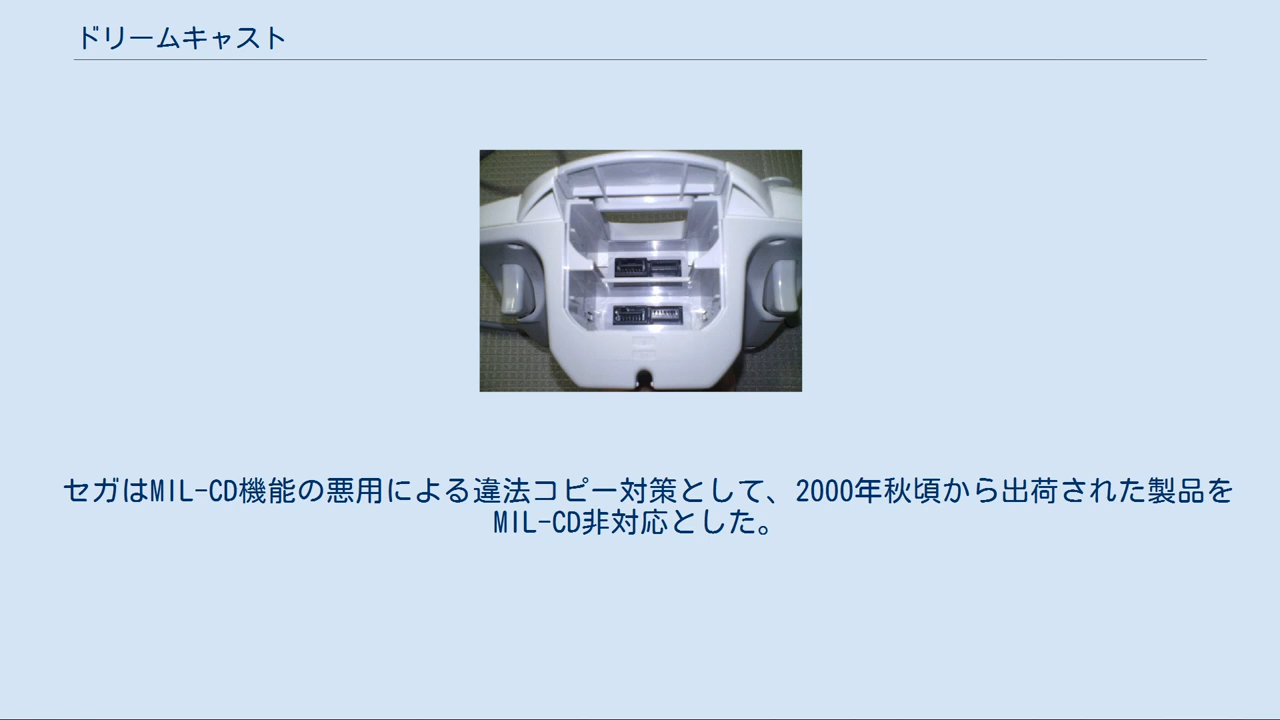 ドリームキャスト
セガはMIL-CD機能の悪用による違法コピー対策として、2000年秋頃から出荷された製品を
MIL-CD非対応とした。